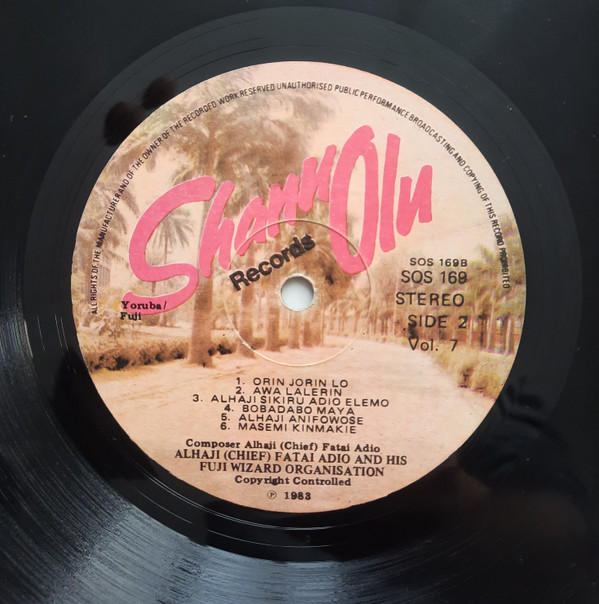 ALL RIGHTS OF THE MANUFACTURER AND OF THE OWNER OF THE RECORDED WORK RESERVED UNAUTHORISED PUBLIC PERFORMANCE BROADCASTING AND COPYING OF THIS RECORD PROHIBITED
Shanu Olu
Records
SOS 169B
SOS 169
STEREO
SIDE 2
Vol. 7
Yoruba/
Fuji
1. ORIN JORIN LO
2. AWA LALERIN
3. ALHAJI SIKIRU ADIO ELEMO
4. BOBADABO MAYA
5. ALHAJI ANIFOWOSE
6. MASEMI KINMAKIE
Composer Alhaji (Chief) Fatai Adio
ALHAJI (CHIEF) FATAI ADIO AND HIS
FUJI WIZARD ORGANISATION
Copyright Controlled
℗ 1983